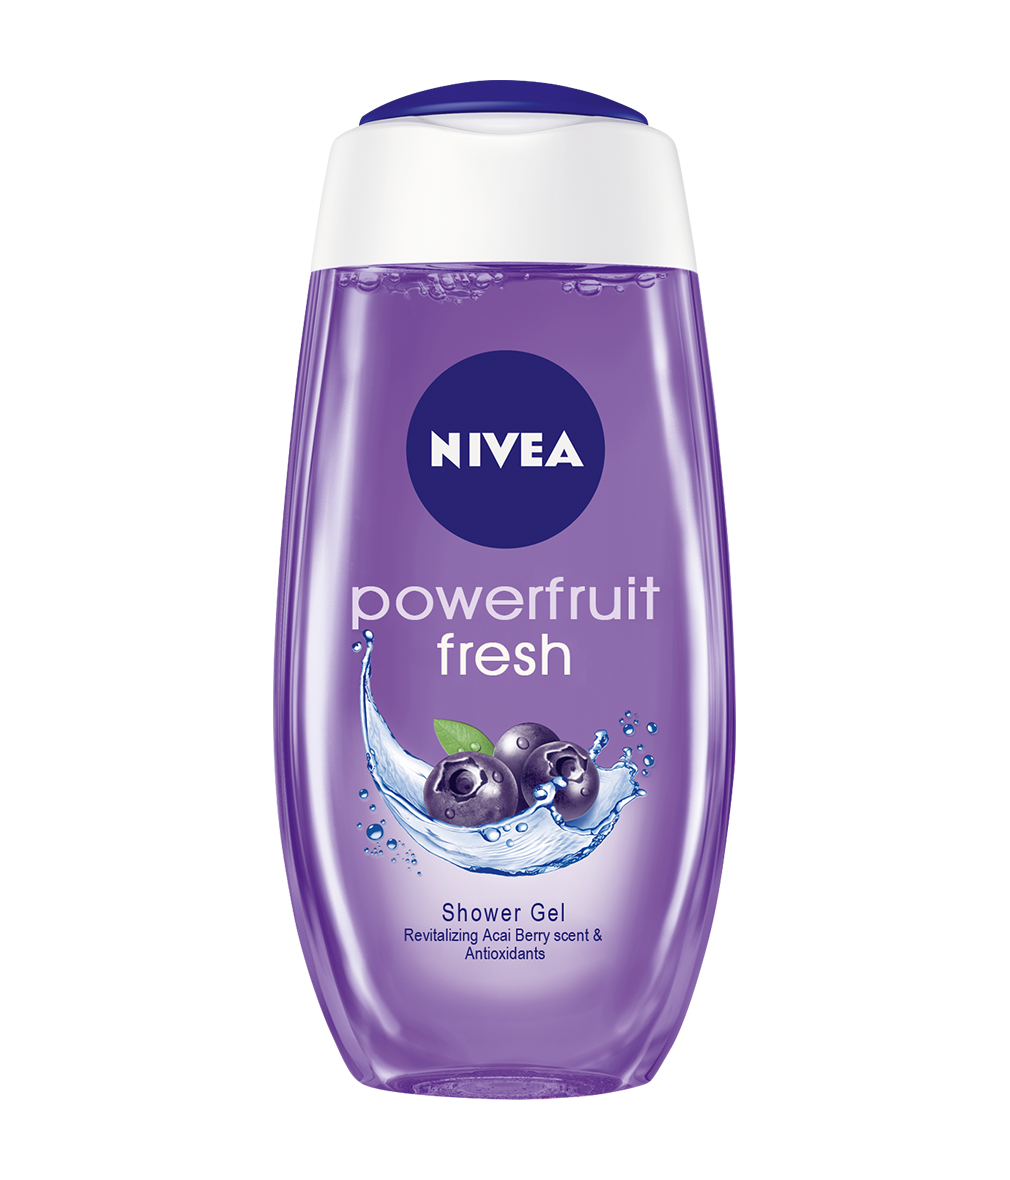 NIVEA
powerfruit
fresh
Shower Gel
Revitalizing Acai Berry scent &
Antioxidants